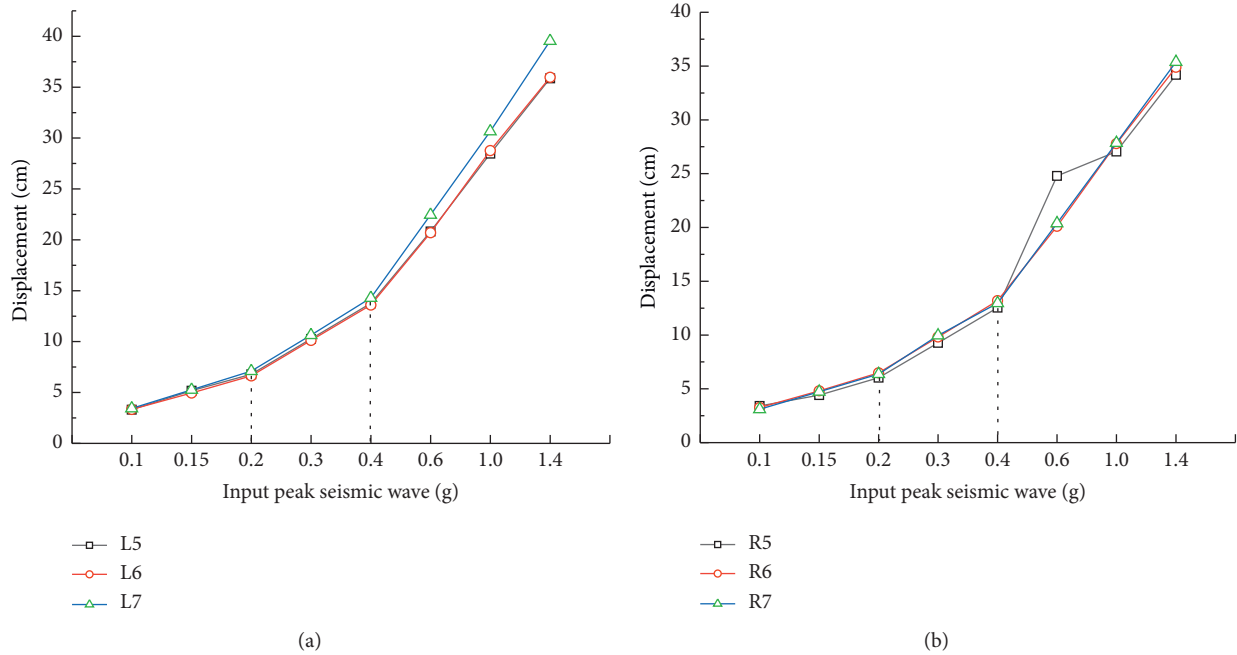 40
35
30
25
20
15
10
5
0
Displacement (cm)
0.1 0.15 0.2 0.3 0.4 0.6 1.0 1.4
Input peak seismic wave (g)
L5
L6
L7
(a)
40
35
30
25
20
15
10
5
0
Displacement (cm)
0.1 0.15 0.2 0.3 0.4 0.6 1.0 1.4
Input peak seismic wave (g)
R5
R6
R7
(b)